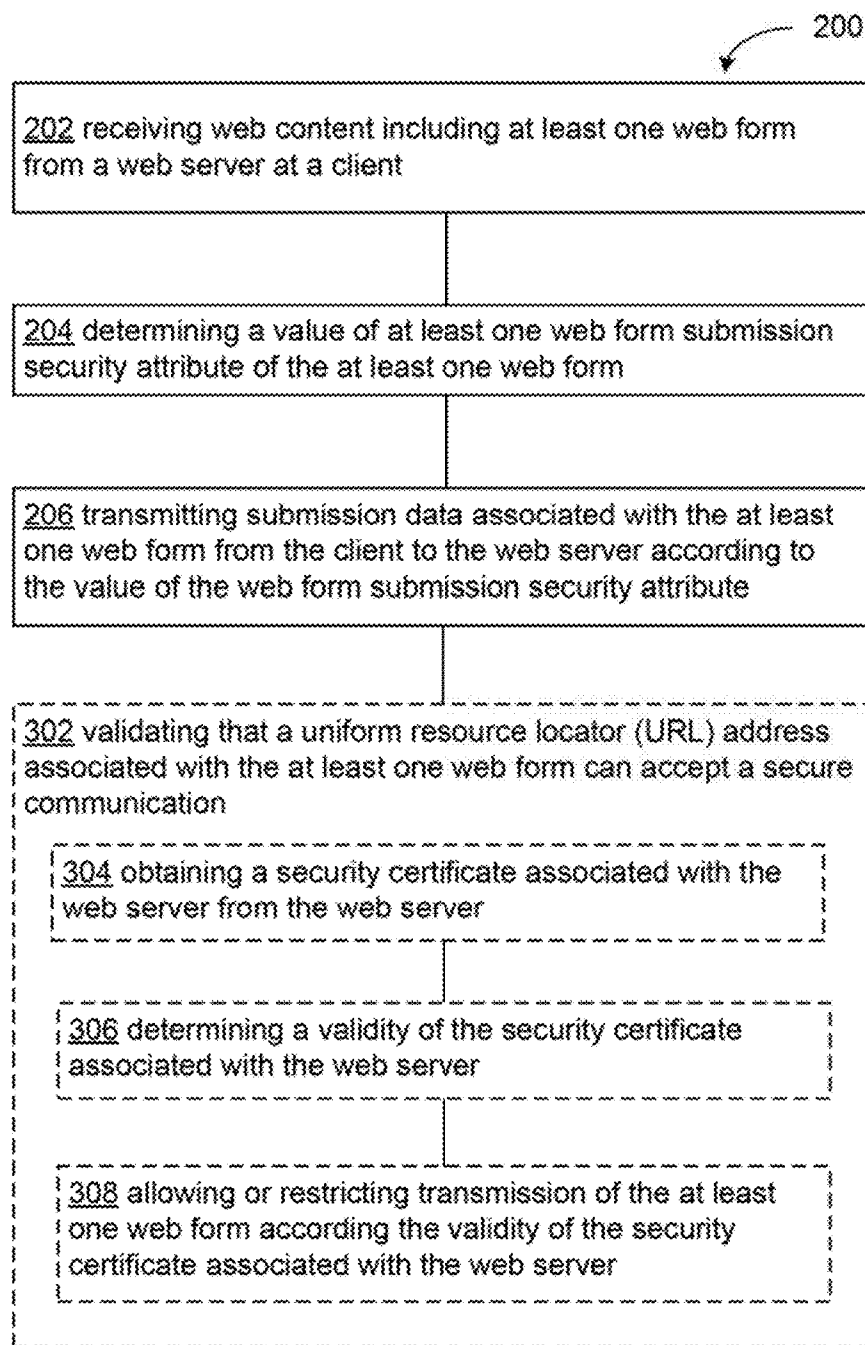 200
202 receiving web content including at least one web form
from a web server at a client
204 determining a value of at least one web form submission
security attribute of the at least one web form
206 transmitting submission data associated with the at least
one web form from the client to the web server according to
the value of the web form submission security attribute
302 validating that a uniform resource locator (URL) address
associated with the at least one web form can accept a secure
communication
304 obtaining a security certificate associated with the
web server from the web server
306 determining a validity of the security certificate
associated with the web server
308 allowing or restricting transmission of the at least
one web form according the validity of the security
certificate associated with the web server